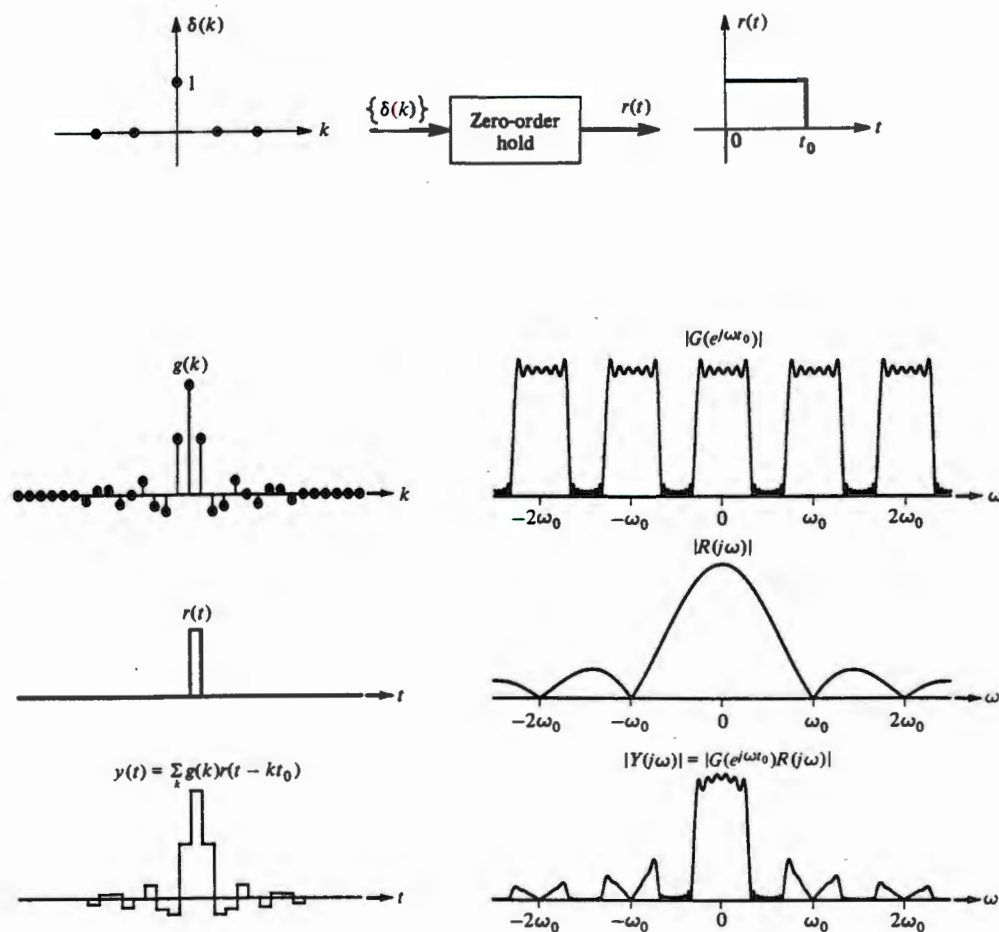 δ(k)
1
k
{δ(k)}
Zero-order
hold
r(t)
r(t)
0
t₀
t
g(k)
k
|G(e^{jωt₀})|
−2ω₀
−ω₀
0
ω₀
2ω₀
ω
r(t)
t
|R(jω)|
−2ω₀
−ω₀
0
ω₀
2ω₀
ω
y(t) = Σₖ g(k)r(t − kt₀)
t
|Y(jω)| = |G(e^{jωt₀})R(jω)|
−2ω₀
−ω₀
0
ω₀
2ω₀
ω